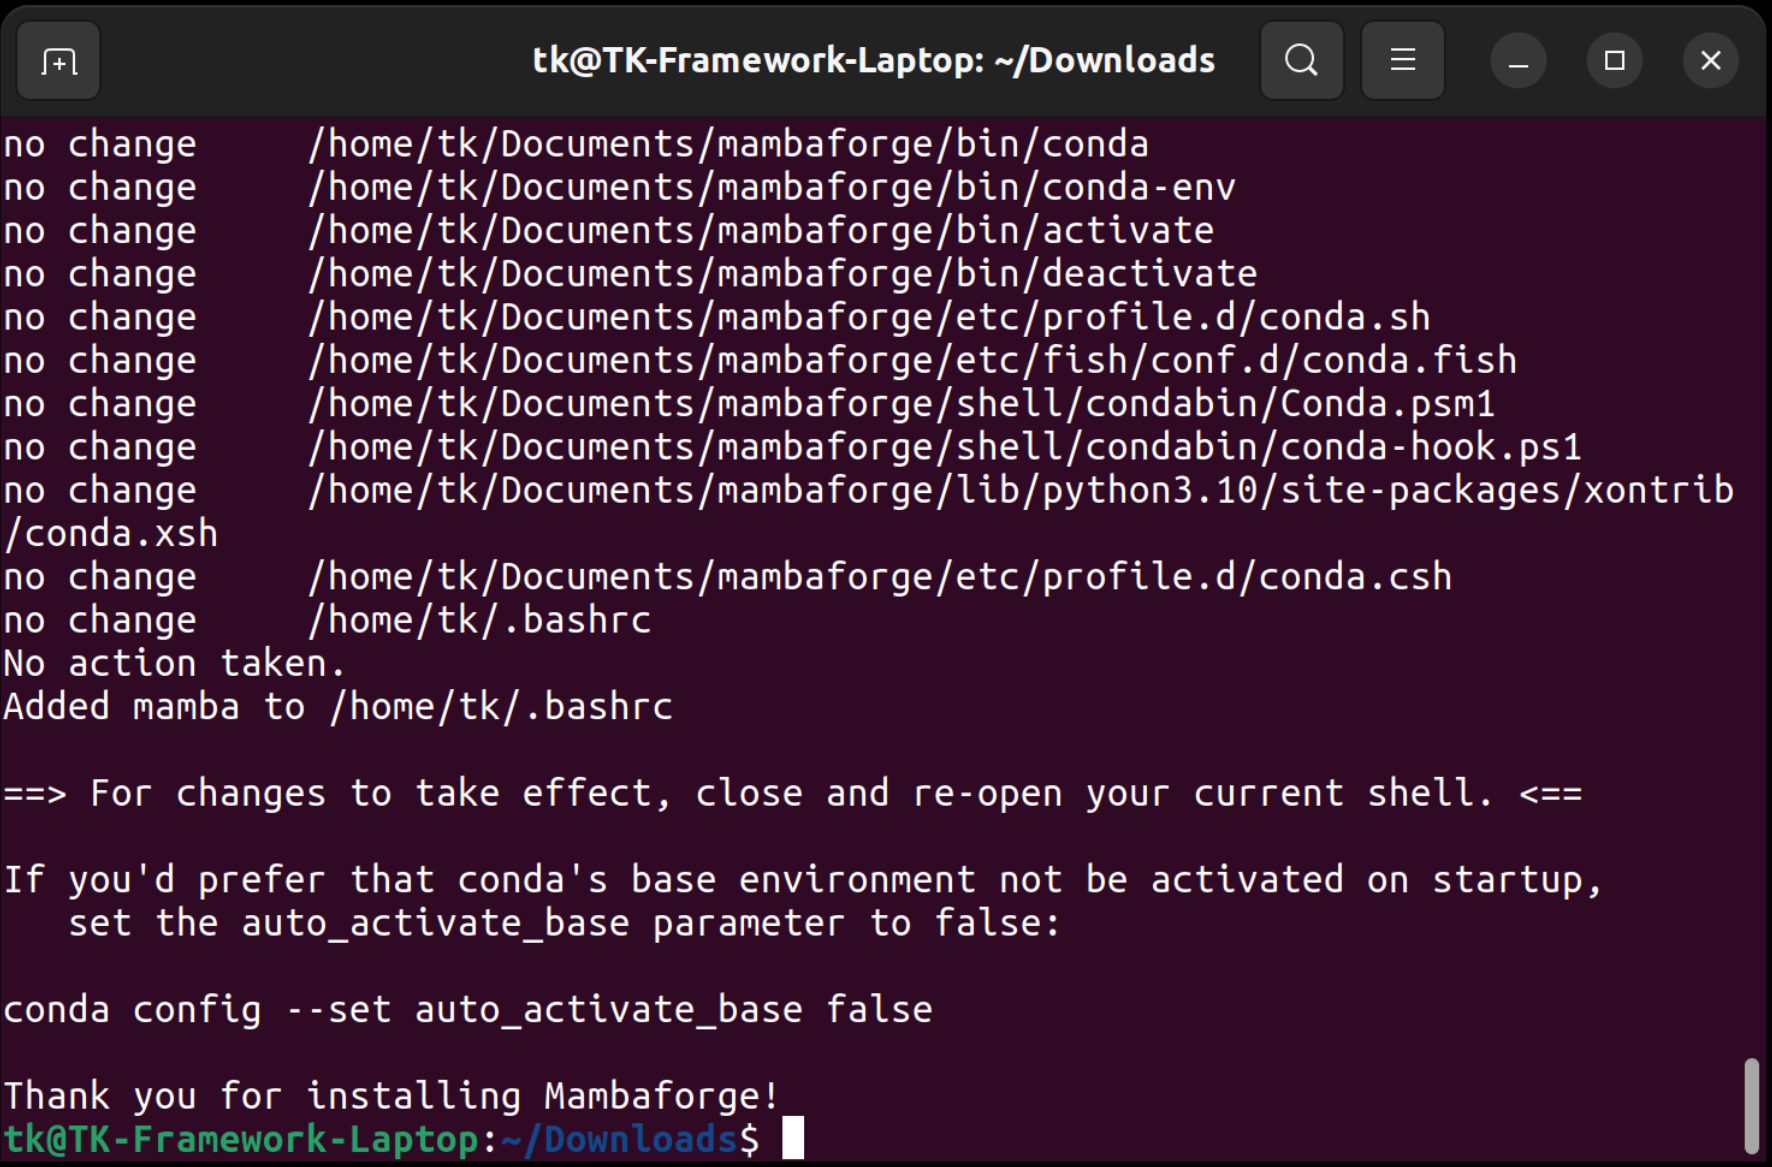 tk@TK-Framework-Laptop: ~/Downloads
no change     /home/tk/Documents/mambaforge/bin/conda
no change     /home/tk/Documents/mambaforge/bin/conda-env
no change     /home/tk/Documents/mambaforge/bin/activate
no change     /home/tk/Documents/mambaforge/bin/deactivate
no change     /home/tk/Documents/mambaforge/etc/profile.d/conda.sh
no change     /home/tk/Documents/mambaforge/etc/fish/conf.d/conda.fish
no change     /home/tk/Documents/mambaforge/shell/condabin/Conda.psm1
no change     /home/tk/Documents/mambaforge/shell/condabin/conda-hook.ps1
no change     /home/tk/Documents/mambaforge/lib/python3.10/site-packages/xontrib
/conda.xsh
no change     /home/tk/Documents/mambaforge/etc/profile.d/conda.csh
no change     /home/tk/.bashrc
No action taken.
Added mamba to /home/tk/.bashrc
==> For changes to take effect, close and re-open your current shell. <==
If you'd prefer that conda's base environment not be activated on startup,
   set the auto_activate_base parameter to false:
conda config --set auto_activate_base false
Thank you for installing Mambaforge!
tk@TK-Framework-Laptop:~/Downloads$